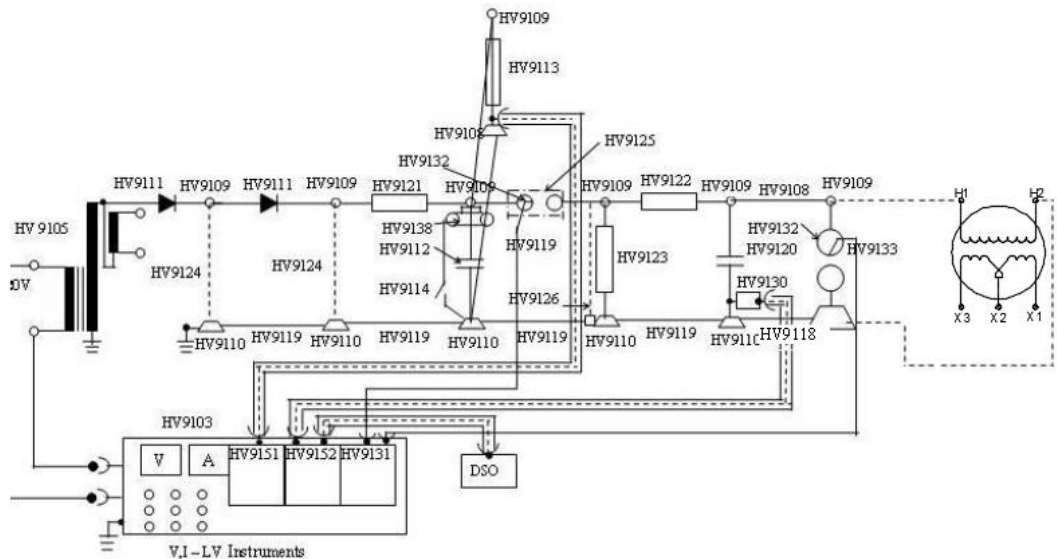 HV9109
HV9113
HV9108
HV9125
HV9132
HV9111
HV9109
HV9111
HV9109
HV9121
HV9109
HV9109
HV9122
HV9109
HV9108
HV9109
H1
H2
HV 9105
HV9138
HV9119
HV9132
HV9112
HV9123
HV9120
HV9133
HV9124
HV9124
HV9114
HV9126
HV9130
0V
X3
X2
X1
HV9110
HV9119
HV9110
HV9119
HV9110
HV9119
HV9110
HV9119
HV9110
HV9118
HV9103
V
A
HV9151
HV9152
HV9131
DSO
V,I - LV Instruments